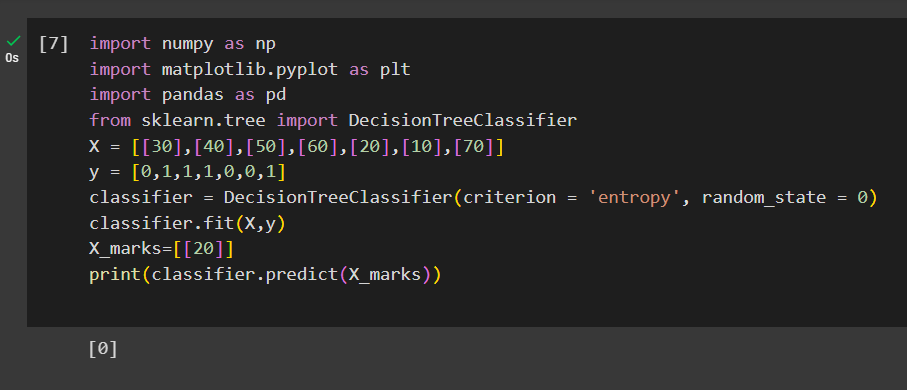 [7] import numpy as np
0s
import matplotlib.pyplot as plt
import pandas as pd
from sklearn.tree import DecisionTreeClassifier
X = [[30],[40],[50],[60],[20],[10],[70]]
y = [0,1,1,1,0,0,1]
classifier = DecisionTreeClassifier(criterion = 'entropy', random_state = 0)
classifier.fit(X,y)
X_marks=[[20]]
print(classifier.predict(X_marks))
[0]